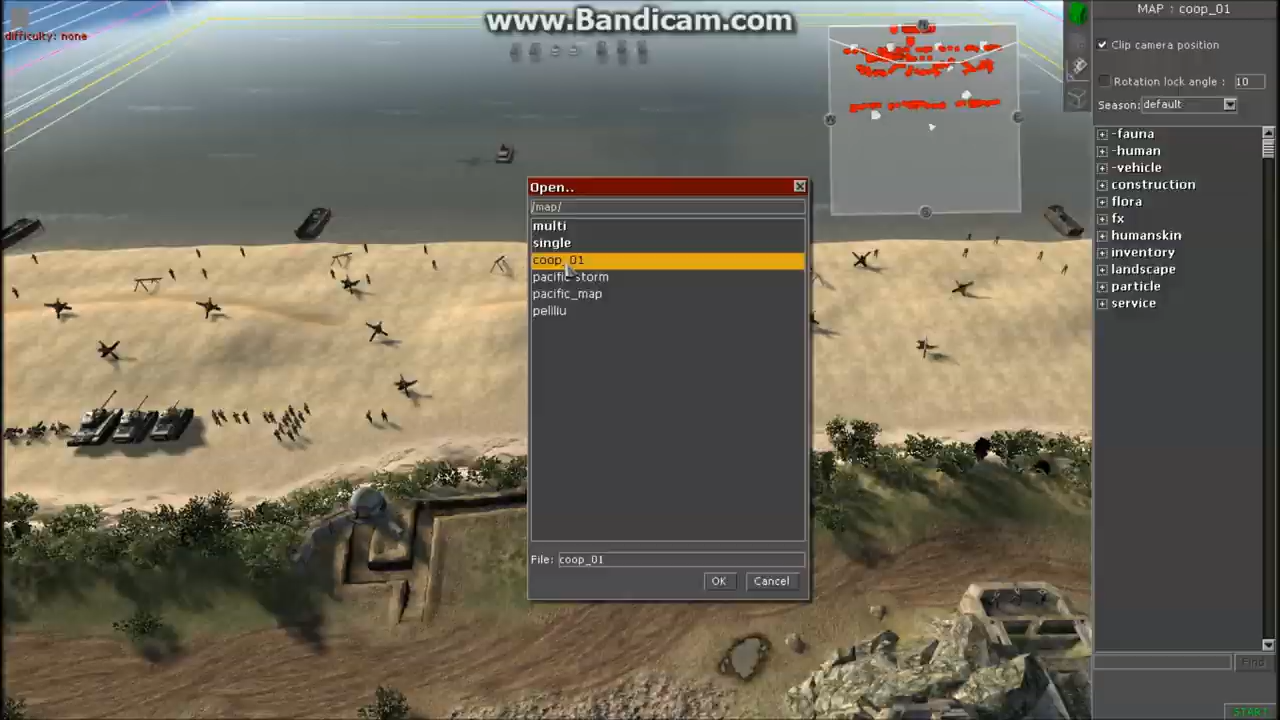 www.Bandicam.com
MAP : coop_01
difficulty: none
Clip camera position
Rotation lock angle : 10
Season: default
-fauna
-human
-vehicle
construction
flora
fx
humanskin
inventory
landscape
particle
service
Find
START
Open..
/map/
multi
single
coop_01
pacific storm
pacific_map
peliliu
File: coop_01
OK Cancel